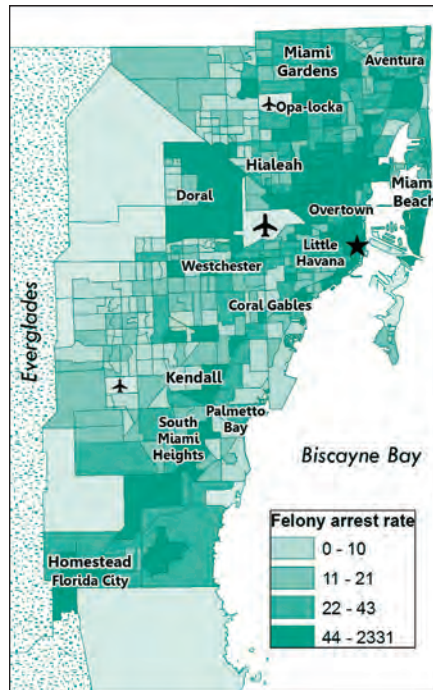 Miami
Gardens
Aventura
Opa-locka
Hialeah
Doral
Miami
Beach
Overtown
Little
Havana
Westchester
Coral Gables
Everglades
Kendall
Palmetto
Bay
South
Miami
Heights
Biscayne Bay
Homestead
Florida City
Felony arrest rate
0 - 10
11 - 21
22 - 43
44 - 2331